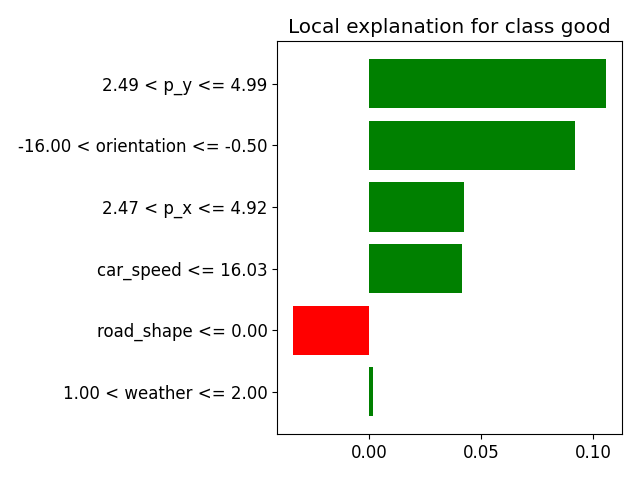 Local explanation for class good
2.49 < p_y <= 4.99
-16.00 < orientation <= -0.50
2.47 < p_x <= 4.92
car_speed <= 16.03
road_shape <= 0.00
1.00 < weather <= 2.00
0.00 0.05 0.10